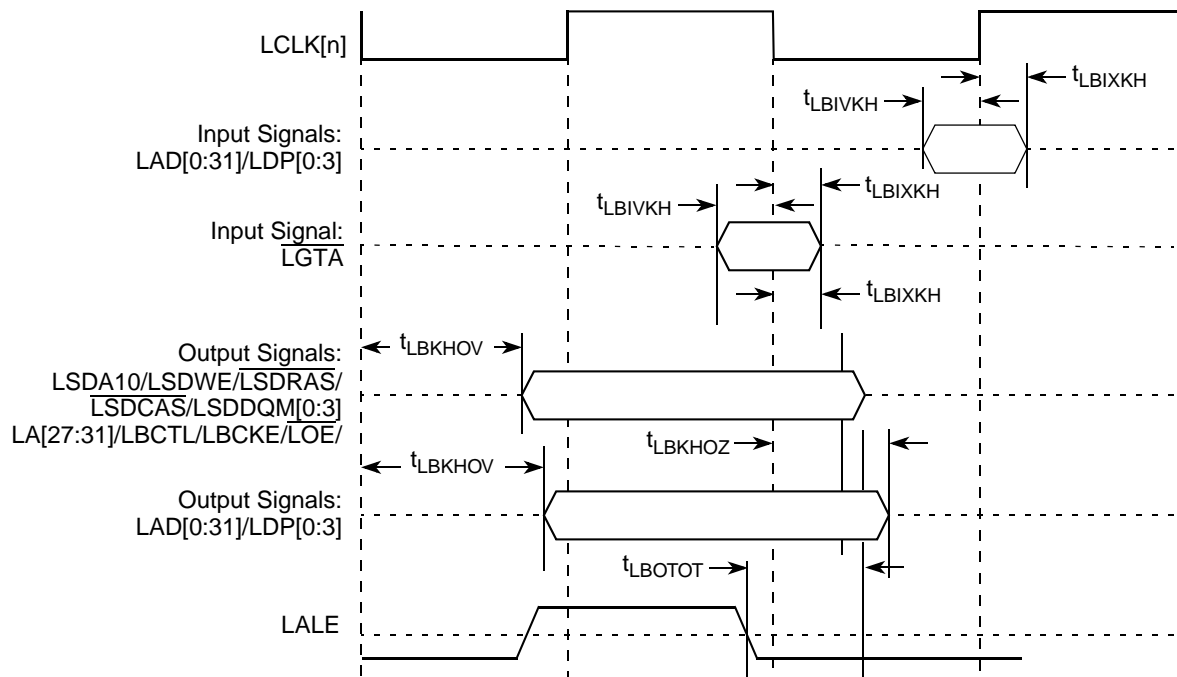 LCLK[n]
tLBIXKH
tLBIVKH
Input Signals:
LAD[0:31]/LDP[0:3]
tLBIXKH
tLBIVKH
Input Signal:
LGTA
tLBIXKH
tLBKHOV
Output Signals:
LSDA10/LSDWE/LSDRAS/
LSDCAS/LSDDQM[0:3]
LA[27:31]/LBCTL/LBCKE/LOE/
tLBKHOZ
tLBKHOV
Output Signals:
LAD[0:31]/LDP[0:3]
tLBOTOT
LALE